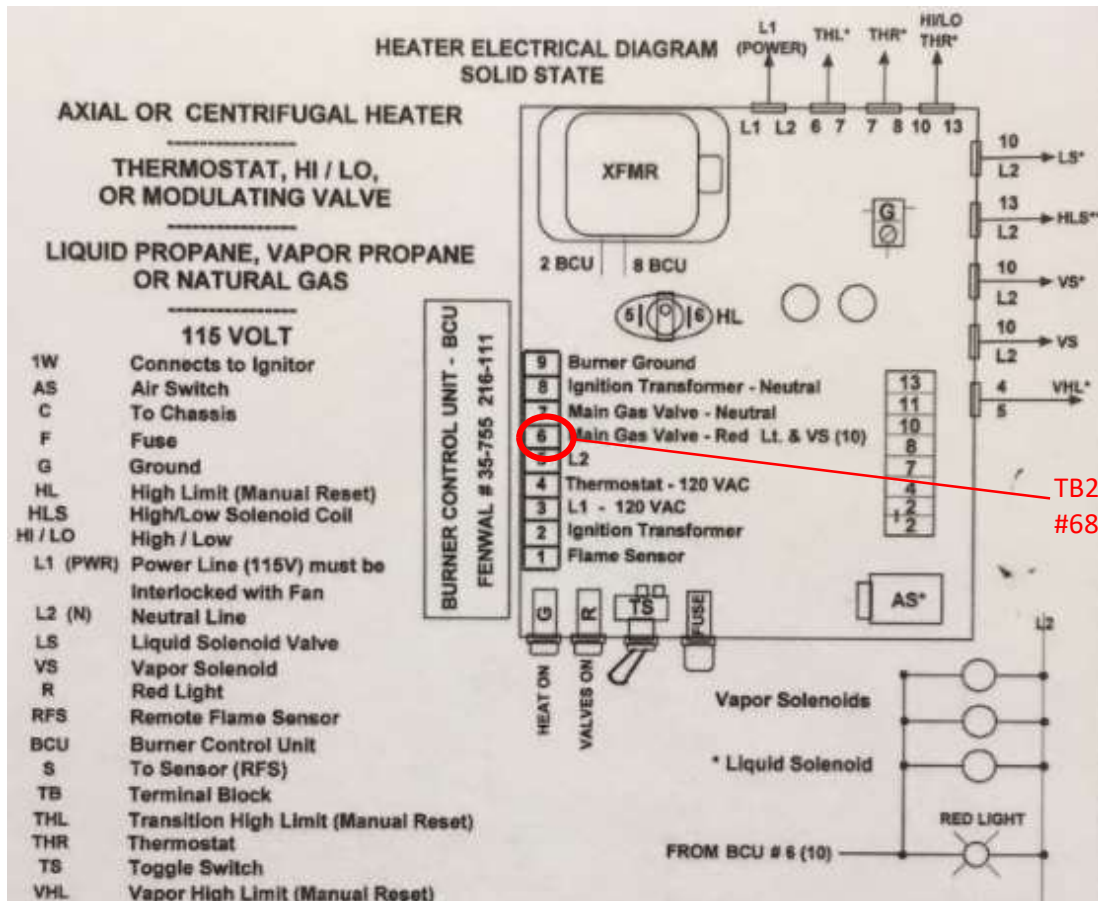 HEATER ELECTRICAL DIAGRAM
SOLID STATE
L1
(POWER)
THL*
THR*
HI/LO
THR*
AXIAL OR CENTRIFUGAL HEATER
THERMOSTAT, HI / LO,
OR MODULATING VALVE
LIQUID PROPANE, VAPOR PROPANE
OR NATURAL GAS
115 VOLT
1W Connects to Ignitor
AS Air Switch
C To Chassis
F Fuse
G Ground
HL High Limit (Manual Reset)
HLS High/Low Solenoid Coil
HI / LO High / Low
L1 (PWR) Power Line (115V) must be
Interlocked with Fan
L2 (N) Neutral Line
LS Liquid Solenoid Valve
VS Vapor Solenoid
R Red Light
RFS Remote Flame Sensor
BCU Burner Control Unit
S To Sensor (RFS)
TB Terminal Block
THL Transition High Limit (Manual Reset)
THR Thermostat
TS Toggle Switch
VHL Vapor High Limit (Manual Reset)
L1 L2 6 7 7 8 10 13
XFMR
2 BCU 8 BCU
G
5 6 HL
10
L2
LS*
13
L2
HLS*
10
L2
VS*
10
L2
VS
4
5
VHL*
BURNER CONTROL UNIT - BCU
FENWAL # 35-755 216-111
9 Burner Ground
8 Ignition Transformer - Neutral
7 Main Gas Valve - Neutral
6 Main Gas Valve - Red Lt. & VS (10)
5 L2
4 Thermostat - 120 VAC
3 L1 - 120 VAC
2 Ignition Transformer
1 Flame Sensor
13
11
10
8
7
4
2
2
TB2
#68
G
R
TS
FUSE
AS*
HEAT ON
VALVES ON
L2
Vapor Solenoids
* Liquid Solenoid
RED LIGHT
FROM BCU # 6 (10)